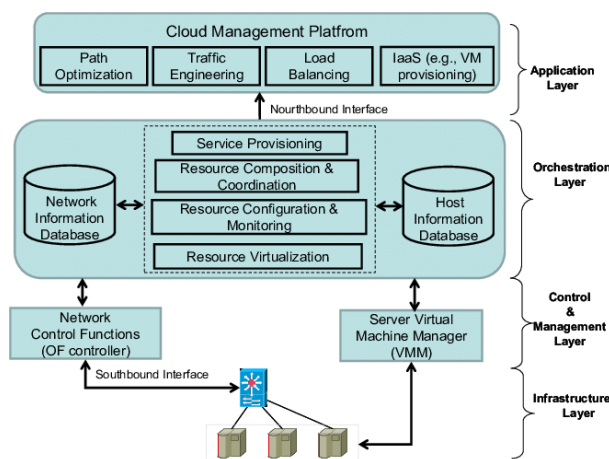 Cloud Management Platfrom
Path
Optimization
Traffic
Engineering
Load
Balancing
IaaS (e.g., VM
provisioning)
Application
Layer
Nourthbound Interface
Service Provisioning
Resource Composition &
Coordination
Resource Configuration &
Monitoring
Resource Virtualization
Network
Information
Database
Host
Information
Database
Orchestration
Layer
Network
Control Functions
(OF controller)
Server Virtual
Machine Manager
(VMM)
Control
&
Management
Layer
Southbound Interface
Infrastructure
Layer